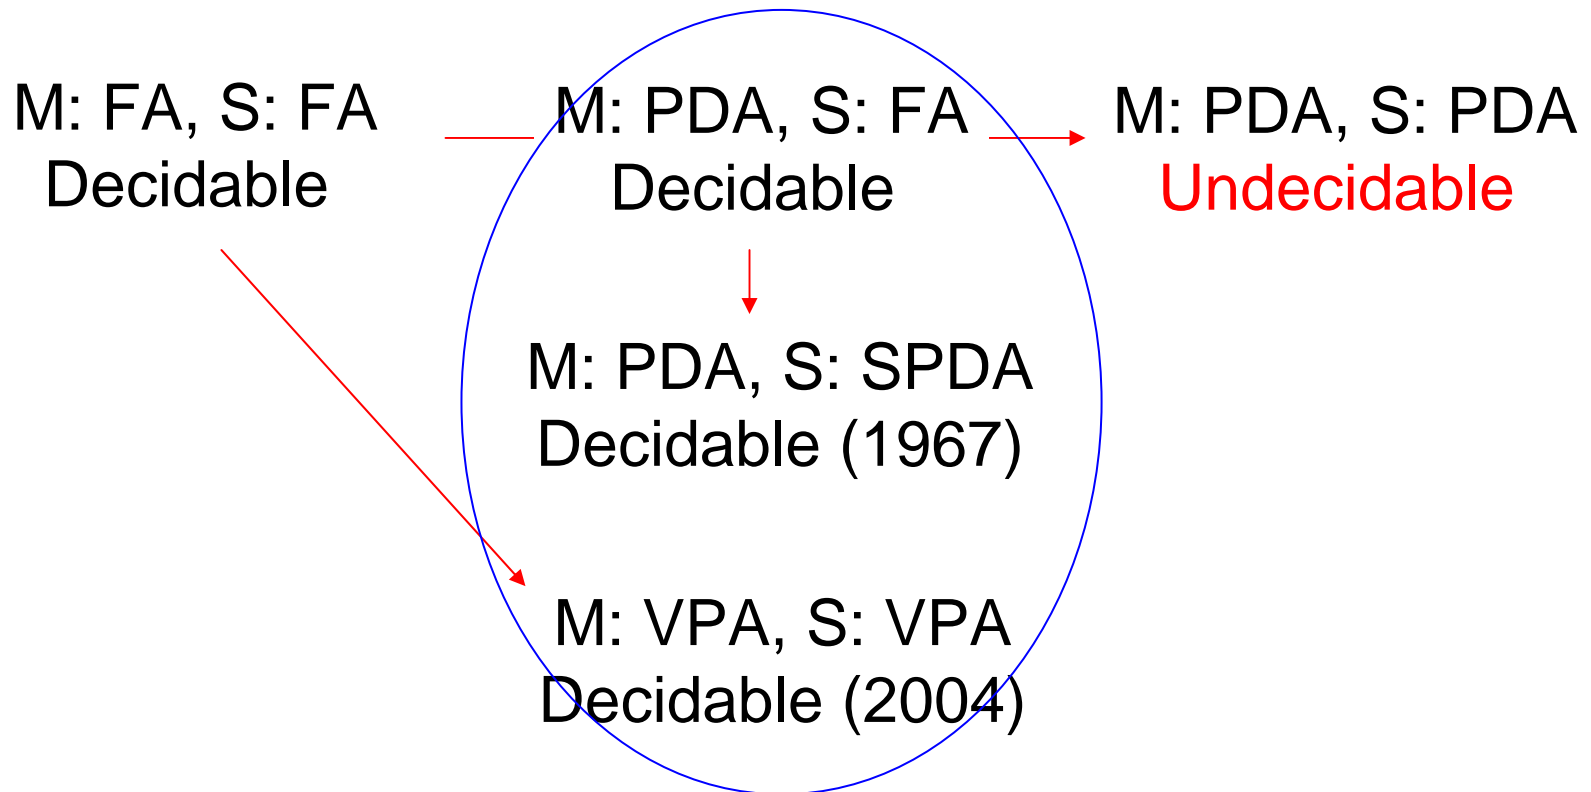 M: FA, S: FA
Decidable
M: PDA, S: FA
Decidable
M: PDA, S: PDA
Undecidable
M: PDA, S: SPDA
Decidable (1967)
M: VPA, S: VPA
Decidable (2004)